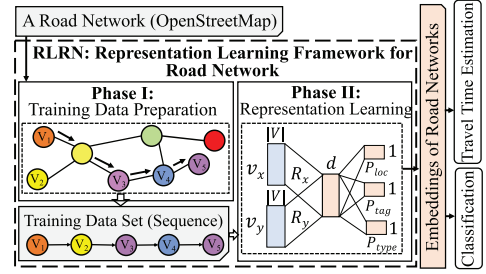 A Road Network (OpenStreetMap)
RLRN: Representation Learning Framework for
Road Network
Phase I:
Training Data Preparation
V1
V2
V3
V4
V5
Training Data Set (Sequence)
V1 V2 V3 V4 V5
Phase II:
Representation Learning
|V|
vx
Rx
|V|
vy
Ry
d
1
Ploc
1
Ptag
1
Ptype
Embeddings of Road Networks
Travel Time Estimation
Classification